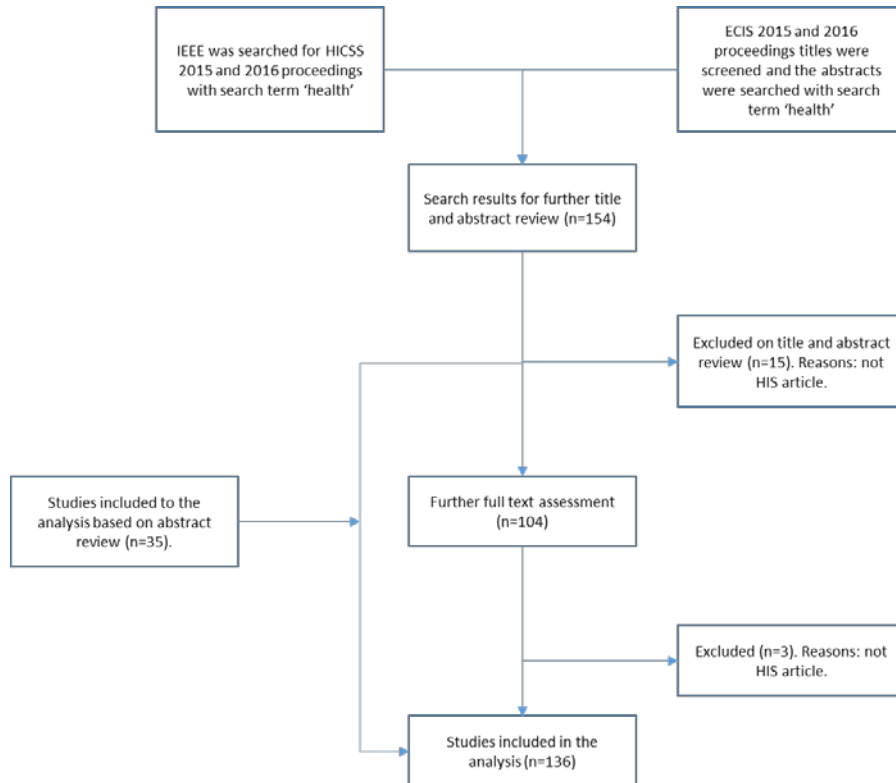 IEEE was searched for HICSS
2015 and 2016 proceedings
with search term ‘health’
ECIS 2015 and 2016
proceedings titles were
screened and the abstracts
were searched with search
term ‘health’
Search results for further title
and abstract review (n=154)
Excluded on title and abstract
review (n=15). Reasons: not
HIS article.
Studies included to the
analysis based on abstract
review (n=35).
Further full text assessment
(n=104)
Excluded (n=3). Reasons: not
HIS article.
Studies included in the
analysis (n=136)